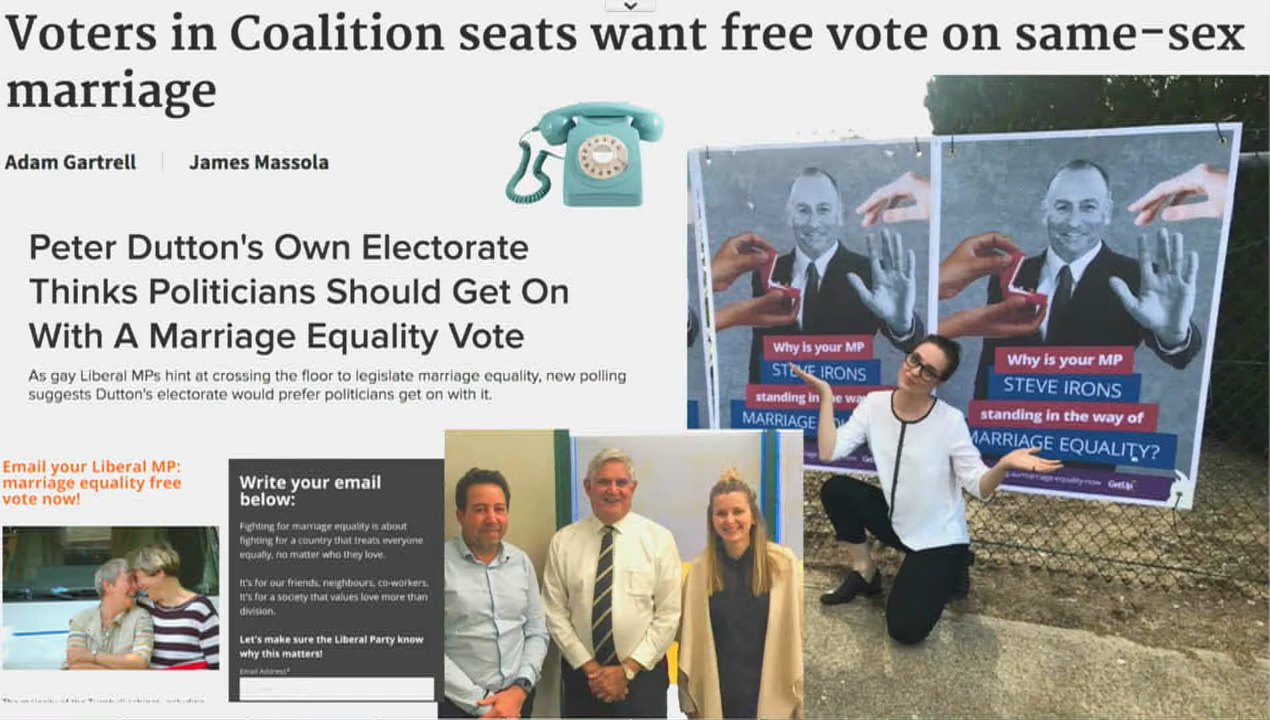 Voters in Coalition seats want free vote on same-sex
marriage
Adam Gartrell
James Massola
Peter Dutton's Own Electorate
Thinks Politicians Should Get On
With A Marriage Equality Vote
As gay Liberal MPs hint at crossing the floor to legislate marriage equality, new polling
suggests Dutton's electorate would prefer politicians get on with it.
Email your Liberal MP:
marriage equality free
vote now!
Write your email
below:
Fighting for marriage equality is about
fighting for a country that treats everyone
equally, no matter who they love.
It's for our friends, neighbours, co-workers.
It's for a society that values love more than
division.
Let's make sure the Liberal Party know
why this matters!
Email Address*
Why is your MP
STEVE IRONS
standing in the way
MARRIAGE
Why is your MP
STEVE IRONS
standing in the way of
MARRIAGE EQUALITY?
GetUp!